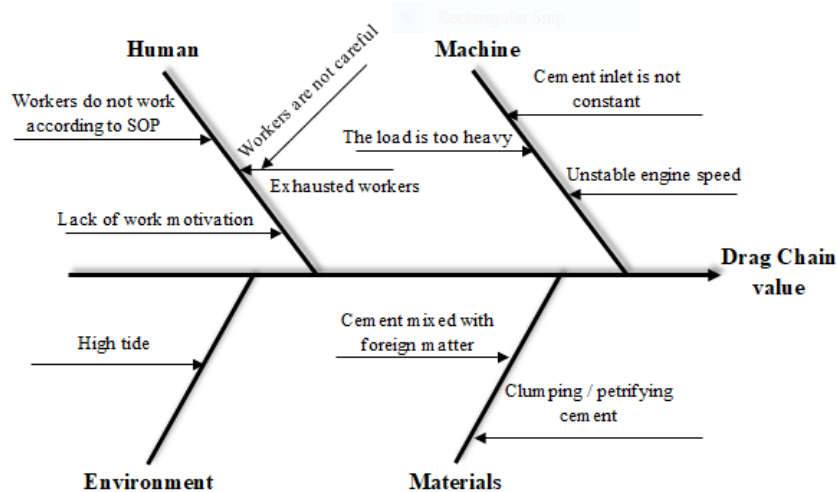 Rectangular Snip
Human
Machine
Workers do not work
according to SOP
Workers are not careful
Exhausted workers
Lack of work motivation
Cement inlet is not
constant
The load is too heavy
Unstable engine speed
Drag Chain
value
High tide
Cement mixed with
foreign matter
Clumping / petrifying
cement
Environment
Materials